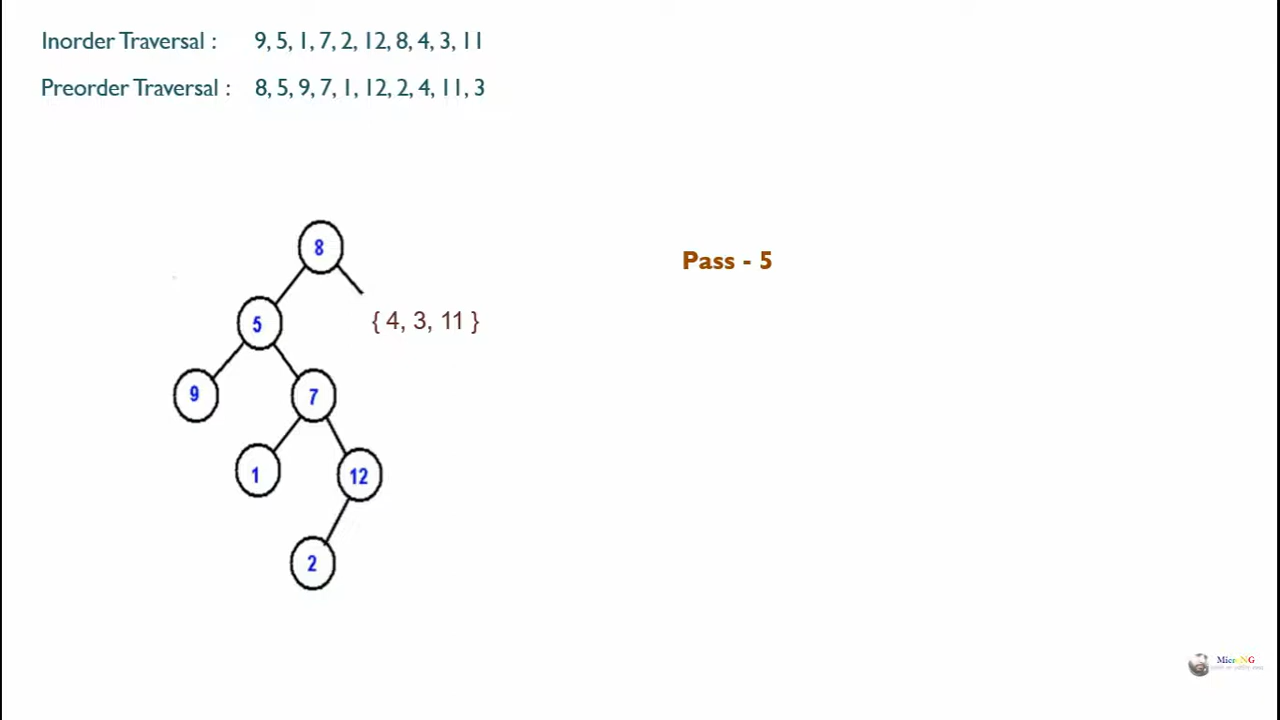 Inorder Traversal : 9, 5, 1, 7, 2, 12, 8, 4, 3, 11
Preorder Traversal : 8, 5, 9, 7, 1, 12, 2, 4, 11, 3
8
Pass - 5
5
{ 4, 3, 11 }
9
7
1
12
2
MicroNG